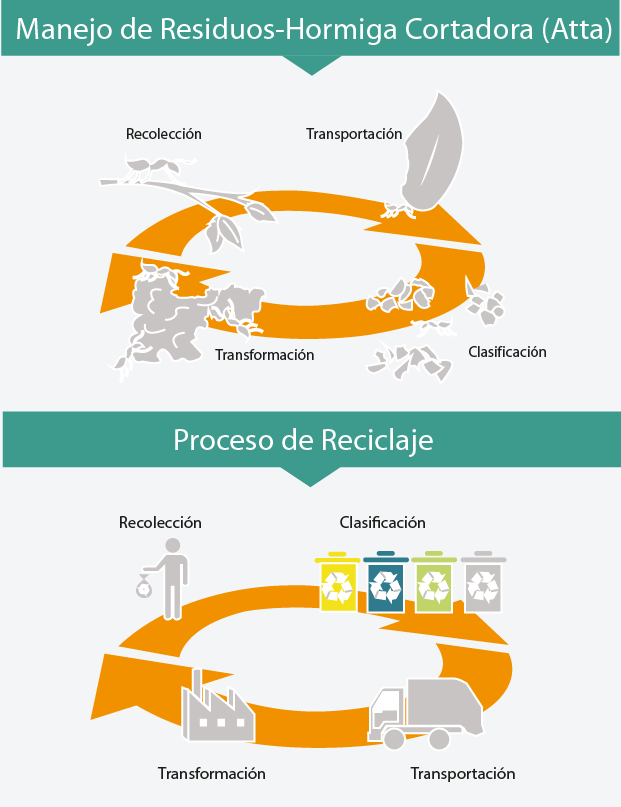 Manejo de Residuos-Hormiga Cortadora (Atta)
Recolección
Transportación
Transformación
Clasificación
Proceso de Reciclaje
Recolección
Clasificación
Transformación
Transportación